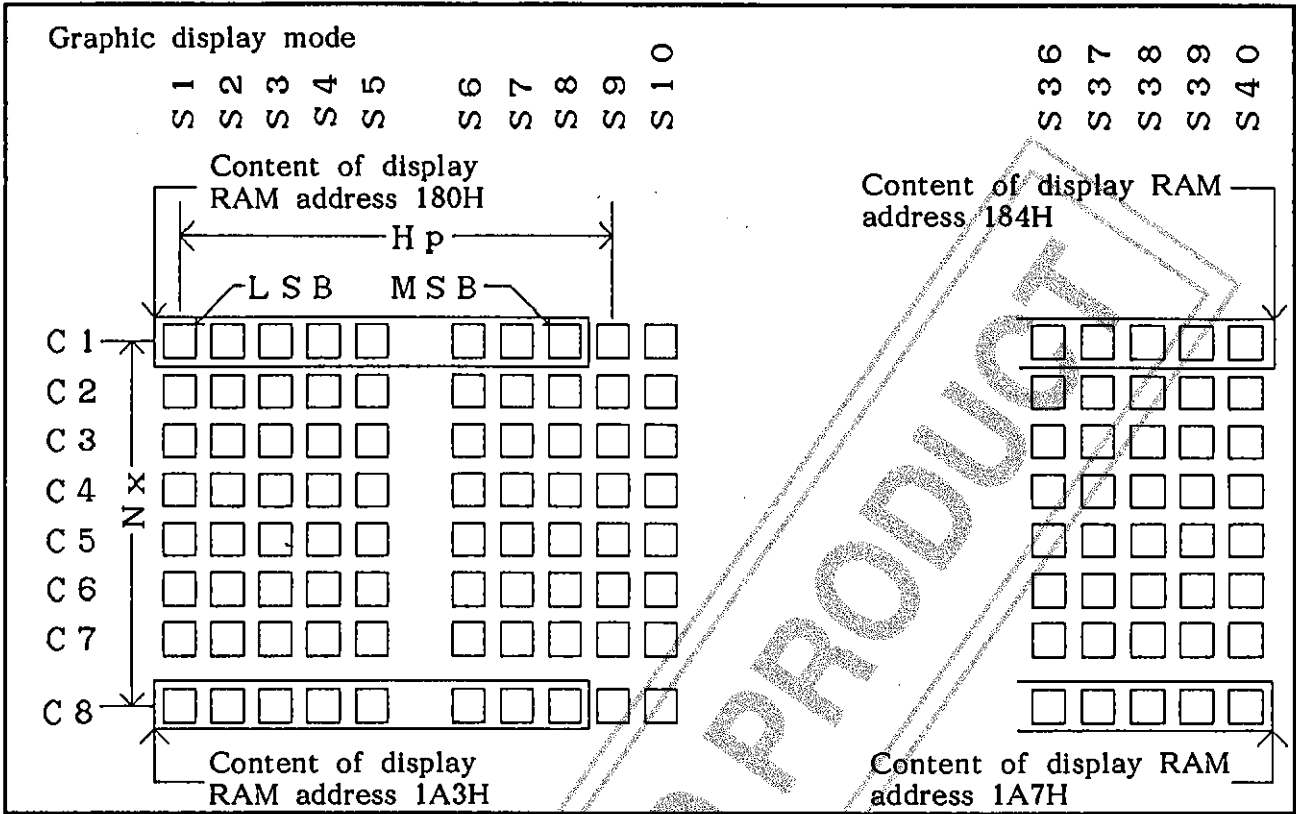 Graphic display mode
S1 S2 S3 S4 S5 S6 S7 S8 S9 S10 S36 S37 S38 S39 S40
Content of display
RAM address 180H
Content of display RAM
address 184H
Hp
LSB MSB
C1
C2
C3
C4
Nx
C5
C6
C7
C8
Content of display
RAM address 1A3H
Content of display RAM
address 1A7H
PRODUCT